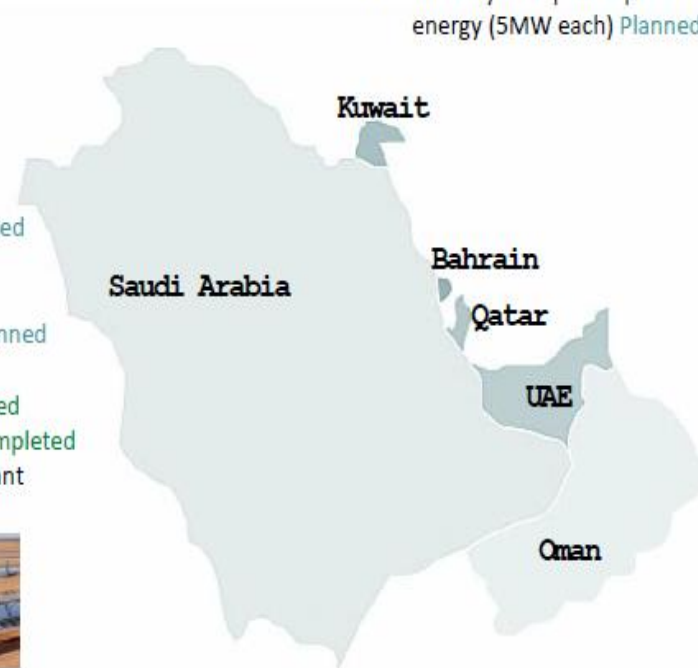 energy (5MW each) Planned
Kuwait
Bahrain
Saudi Arabia
Qatar
UAE
Oman